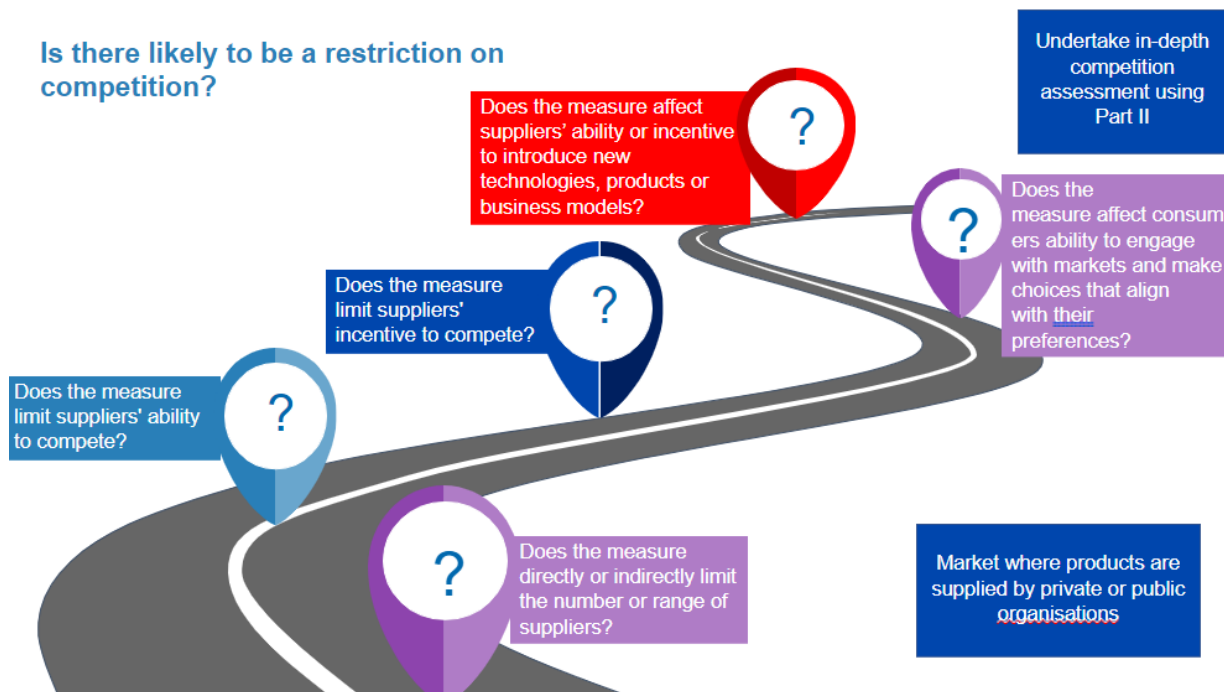 Is there likely to be a restriction on
competition?
Undertake in-depth
competition
assessment using
Part II
Does the measure affect
suppliers’ ability or incentive
to introduce new
technologies, products or
business models?
?
Does the
measure affect consum
ers ability to engage
with markets and make
choices that align
with their
preferences?
?
Does the measure
limit suppliers'
incentive to compete?
?
Does the measure
limit suppliers' ability
to compete?
?
Does the measure
directly or indirectly limit
the number or range of
suppliers?
?
Market where products are
supplied by private or public
organisations